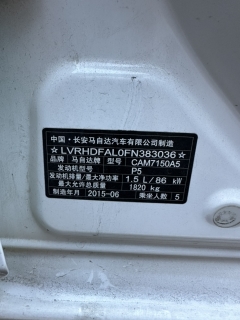 中国·长安马自达汽车有限公司制造
★LVRHDFAL0FN383036★
品牌 马自达牌 型号 CAM7150A5
发动机型号 P5
发动机排量/最大净功率 1.5 L/ 86 kW
最大允许总质量 1820 kg
制造年月 2015-06 乘坐人数 5